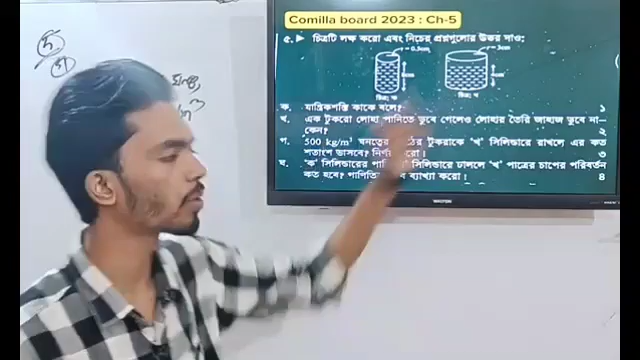 Comilla board 2023 : Ch-5
৫. ▶ চিত্রটি লক্ষ করো এবং নিচের প্রশ্নগুলোর উত্তর দাও:
চিত্র: ক
চিত্র: খ
ক. যান্ত্রিকশক্তি কাকে বলে? ১
খ. এক টুকরো লোহা পানিতে ডুবে গেলেও লোহার তৈরি জাহাজ ডুবে না-
কেন? ২
গ. 500 kg/m³ ঘনত্বের টুকরাকে 'খ' সিলিন্ডারে রাখলে এর কত
শতাংশ ভাসবে? ৩
ঘ. 'ক' সিলিন্ডারের সিলিন্ডারে ঢাললে 'খ' পাত্রের চাপের পরিবর্তন
কত হবে? ব্যাখ্যা করো। ৪